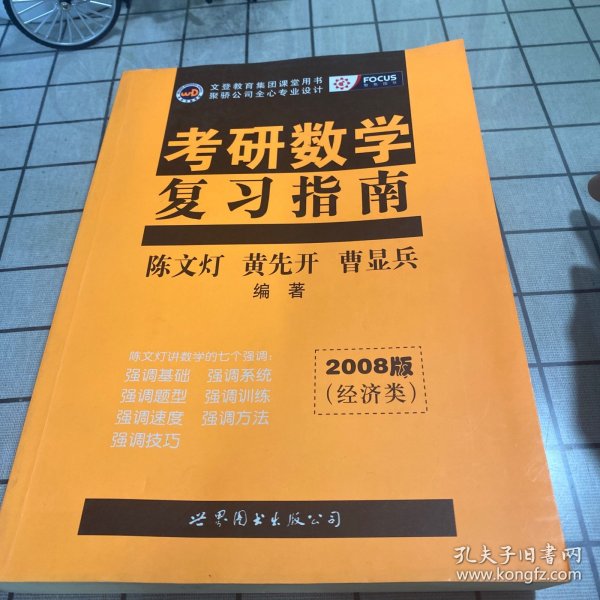 文登教育集团课堂用书
聚骄公司全心专业设计
FOCUS
考研数学
复习指南
陈文灯 黄先开 曹显兵
编著
陈文灯讲数学的七个强调:
强调基础 强调系统
强调题型 强调训练
强调速度 强调方法
强调技巧
2008版
(经济类)
世界图书出版公司
孔夫子旧书网
www.kongfz.com